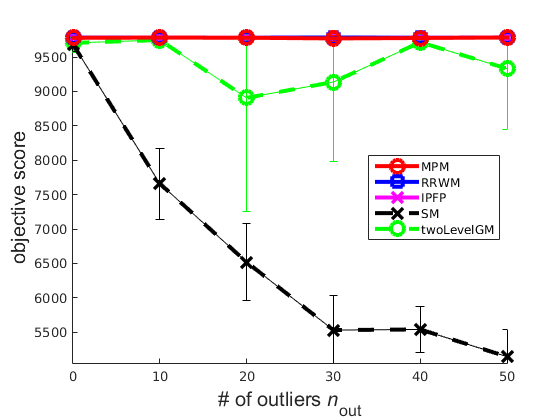 objective score
9500
9000
8500
8000
7500
7000
6500
6000
5500
MPM
RRWM
IPFP
SM
twoLevelGM
0 10 20 30 40 50
# of outliers n_out